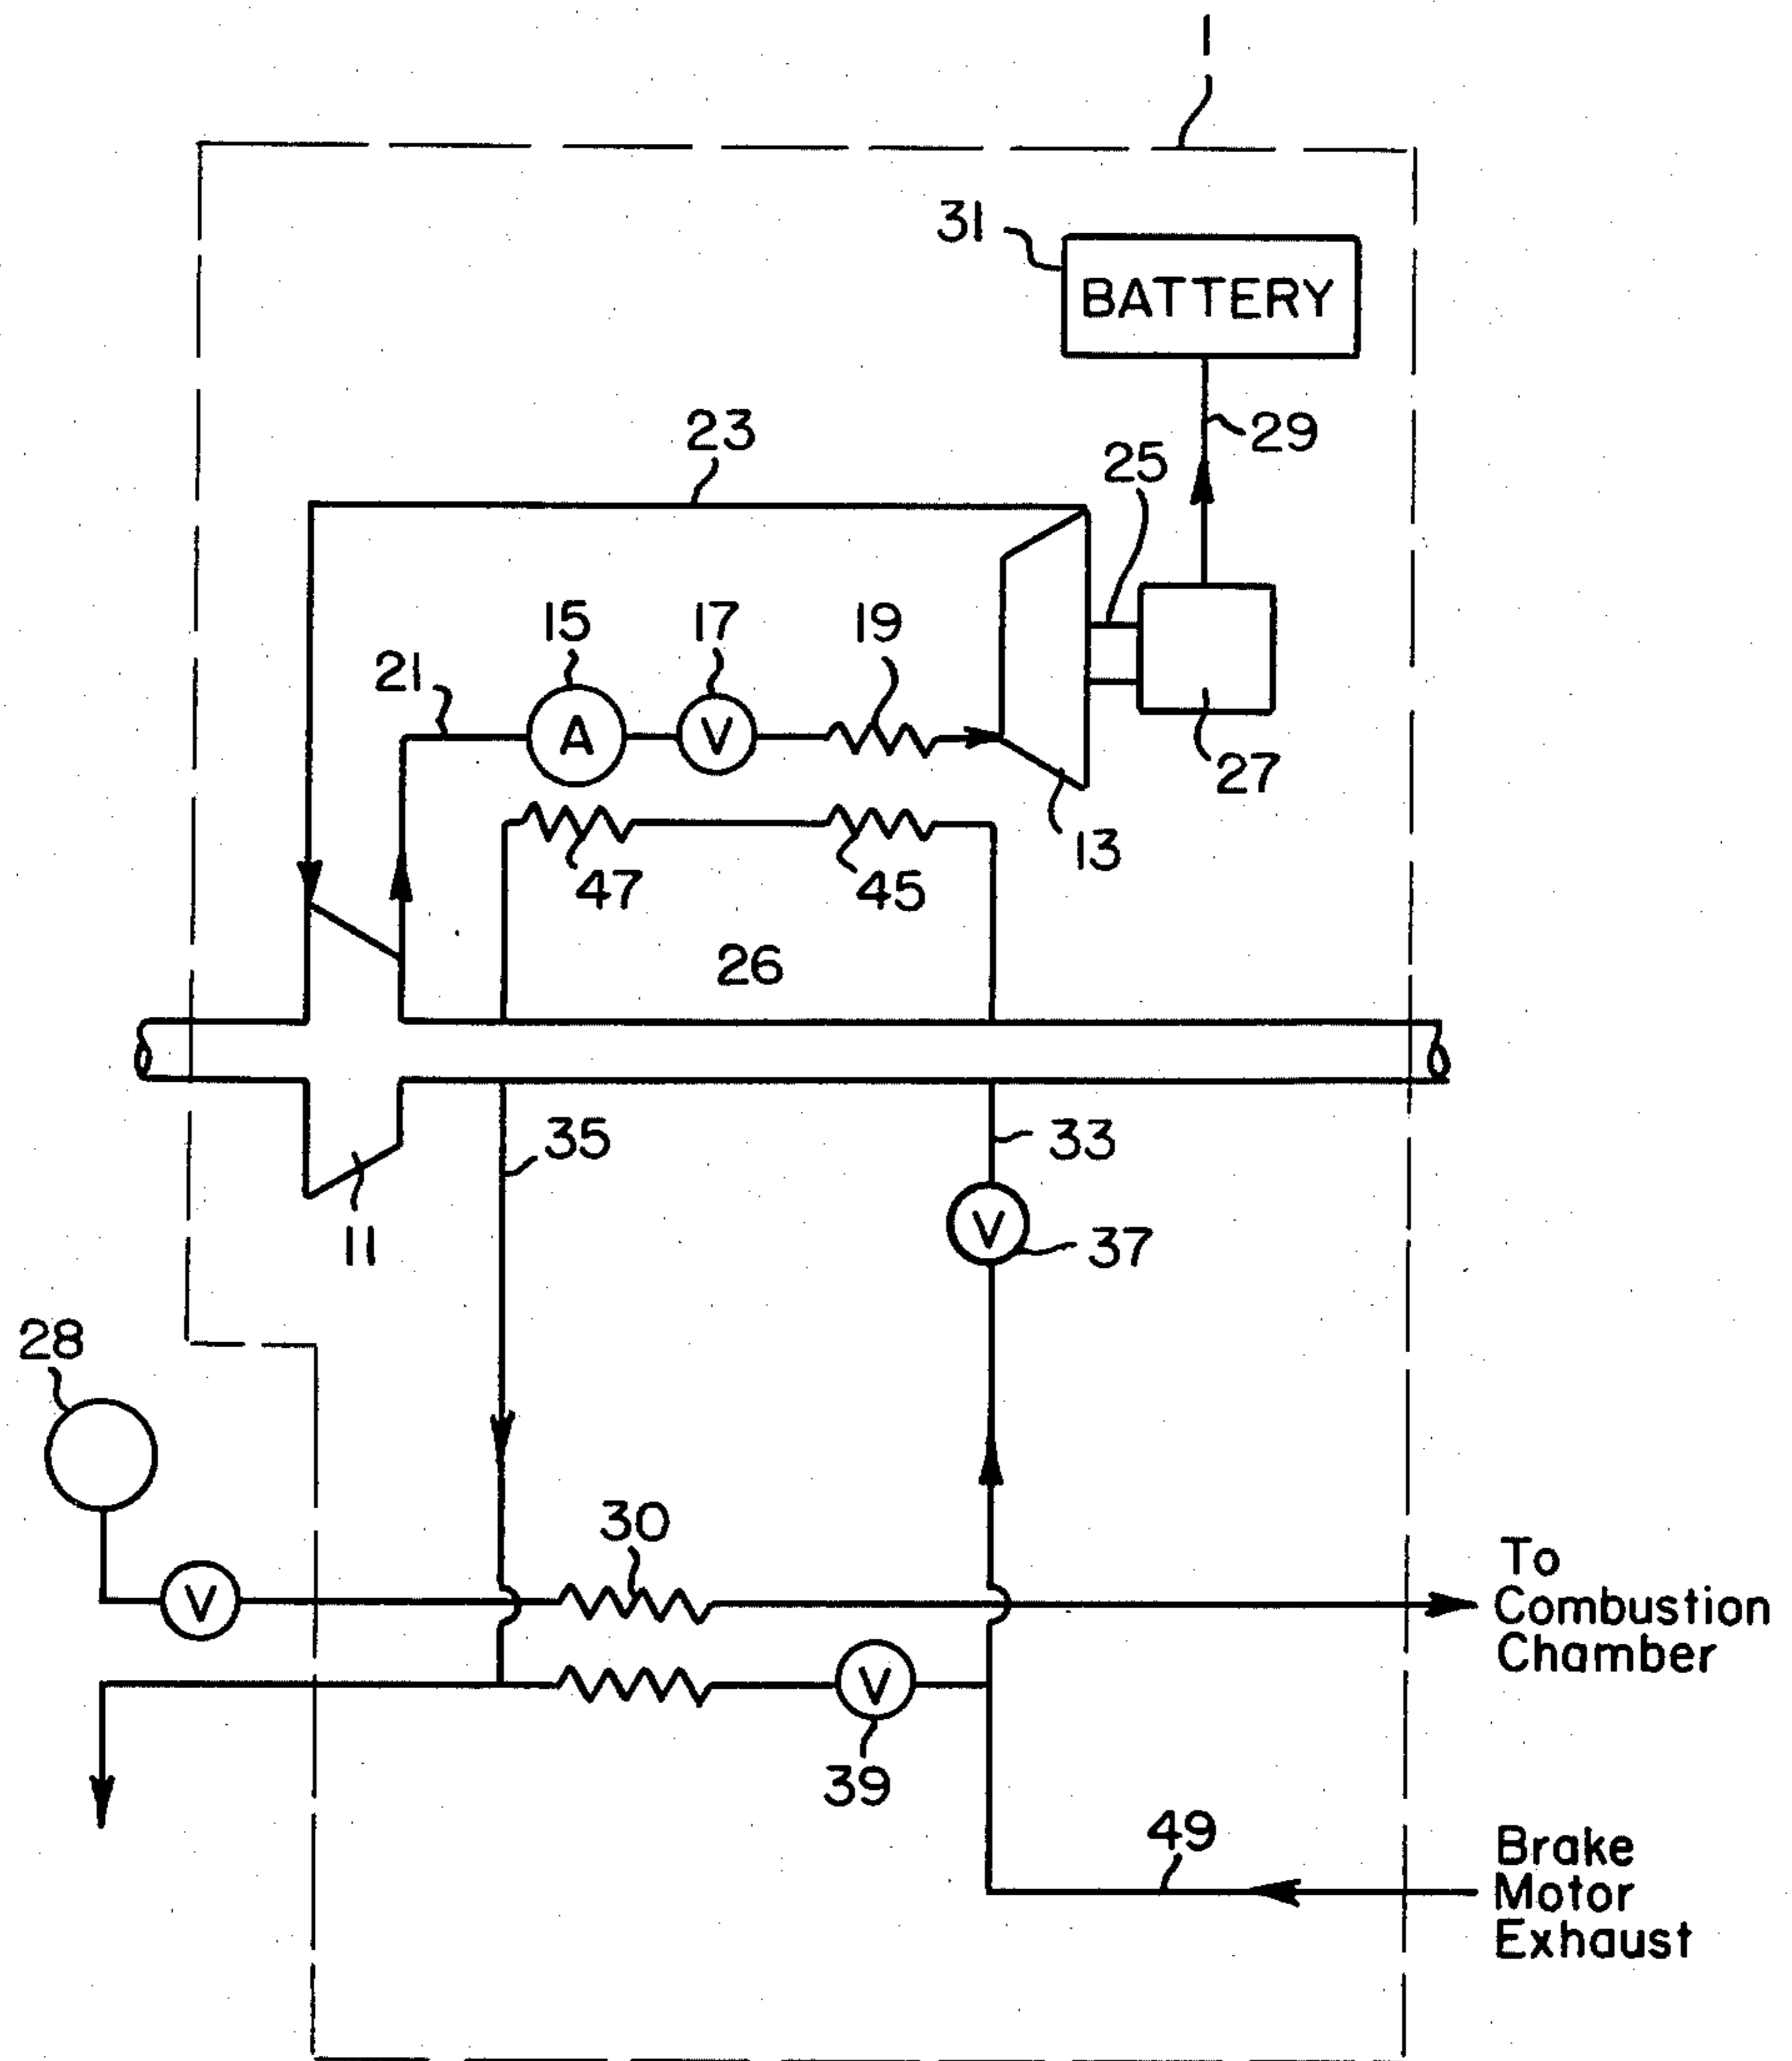 1
31
BATTERY
23
29
25
15
17
19
21
A
V
27
13
47
45
26
35
33
11
V
37
28
30
V
To
Combustion
Chamber
V
39
49
Brake
Motor
Exhaust